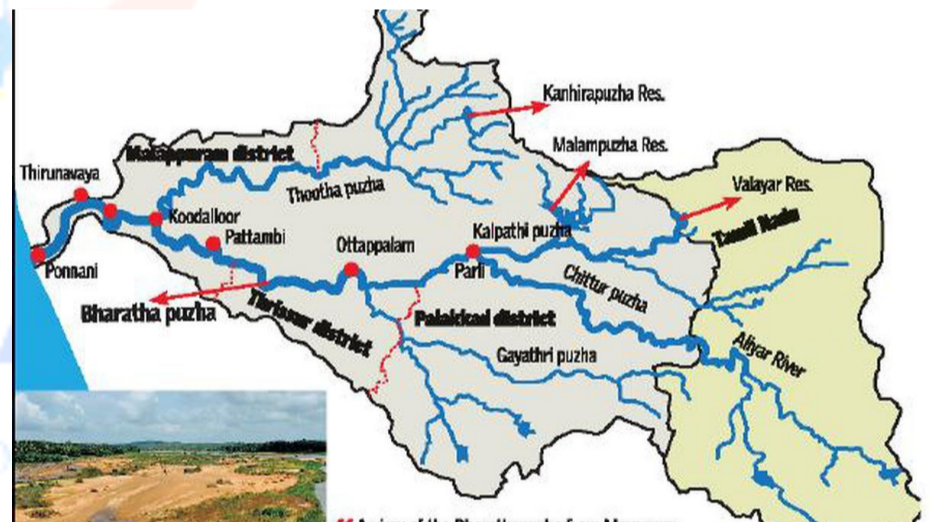 Kanhirapuzha Res.
Malampuzha Res.
Malappuram district
Thirunavaya
Thootha puzha
Valayar Res.
Koodalloor
Tamil Nadu
Pattambi
Kalpathi puzha
Ottappalam
Ponnani
Parli
Chittur puzha
Bharatha puzha
Thrissur district
Palakkad district
Gayathri puzha
Aliyar River